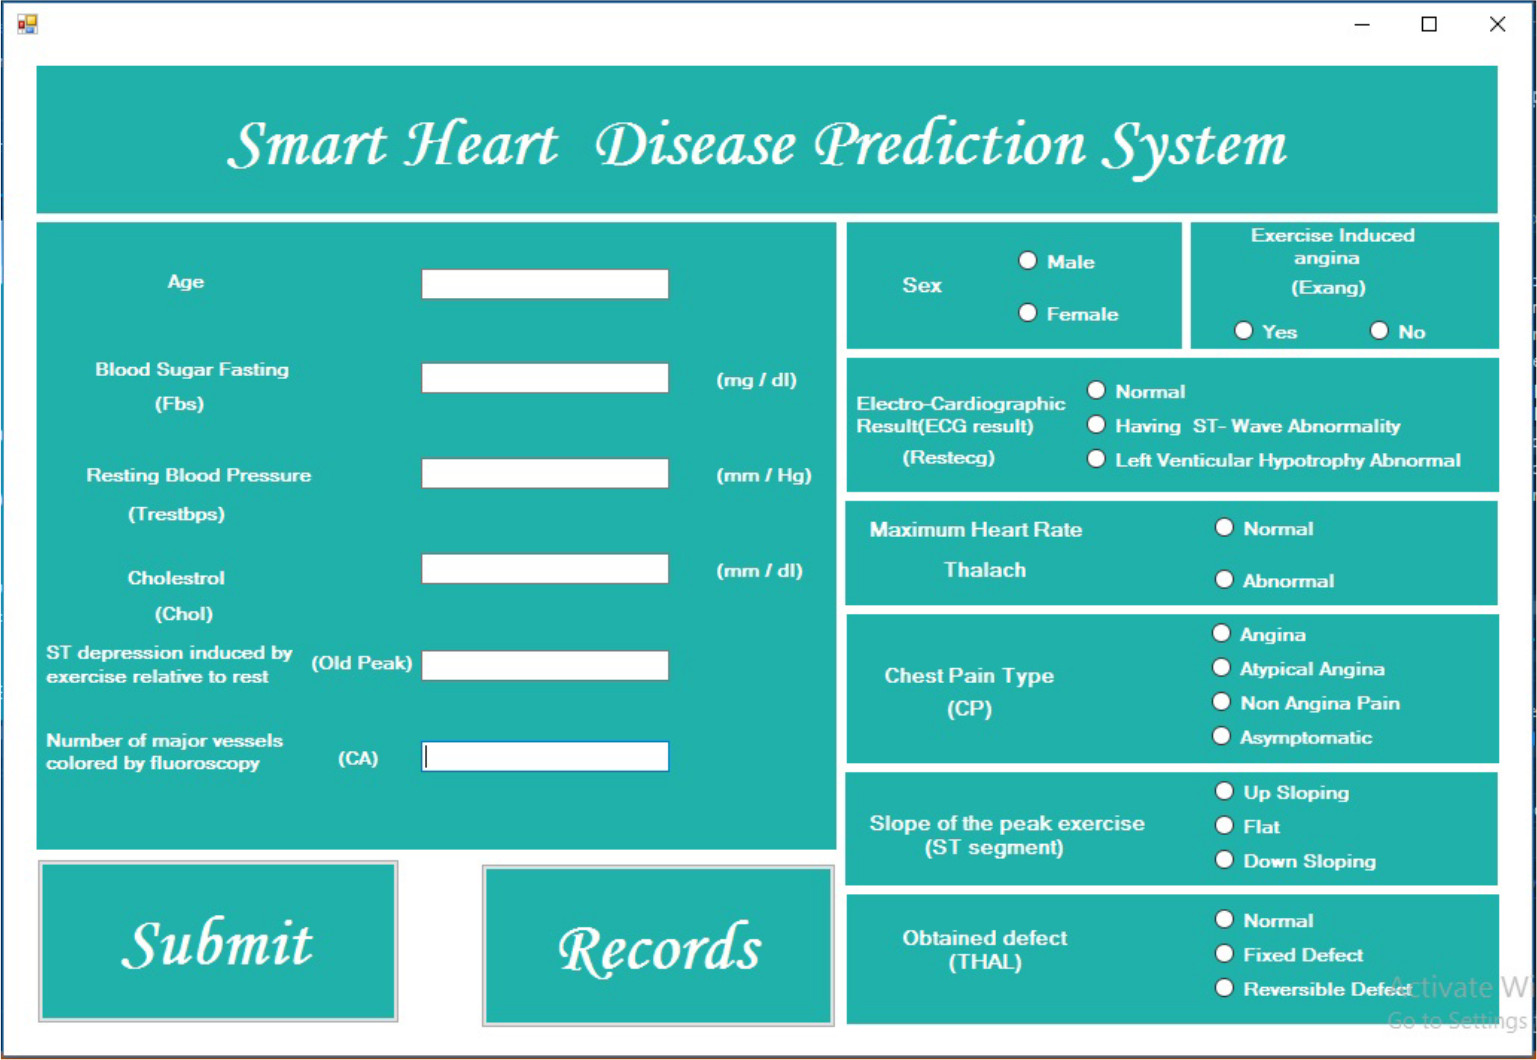 Smart Heart Disease Prediction System
Age
Blood Sugar Fasting
(Fbs)
(mg / dl)
Resting Blood Pressure
(Trestbps)
(mm / Hg)
Cholestrol
(Chol)
(mm / dl)
ST depression induced by
exercise relative to rest
(Old Peak)
Number of major vessels
colored by fluoroscopy
(CA)
Submit
Records
Sex
Male
Female
Exercise Induced
angina
(Exang)
Yes
No
Electro-Cardiographic
Result(ECG result)
(Restecg)
Normal
Having ST- Wave Abnormality
Left Venticular Hypotrophy Abnormal
Maximum Heart Rate
Thalach
Normal
Abnormal
Chest Pain Type
(CP)
Angina
Atypical Angina
Non Angina Pain
Asymptomatic
Slope of the peak exercise
(ST segment)
Up Sloping
Flat
Down Sloping
Obtained defect
(THAL)
Normal
Fixed Defect
Reversible Defect
Activate Wi
Go to Settings